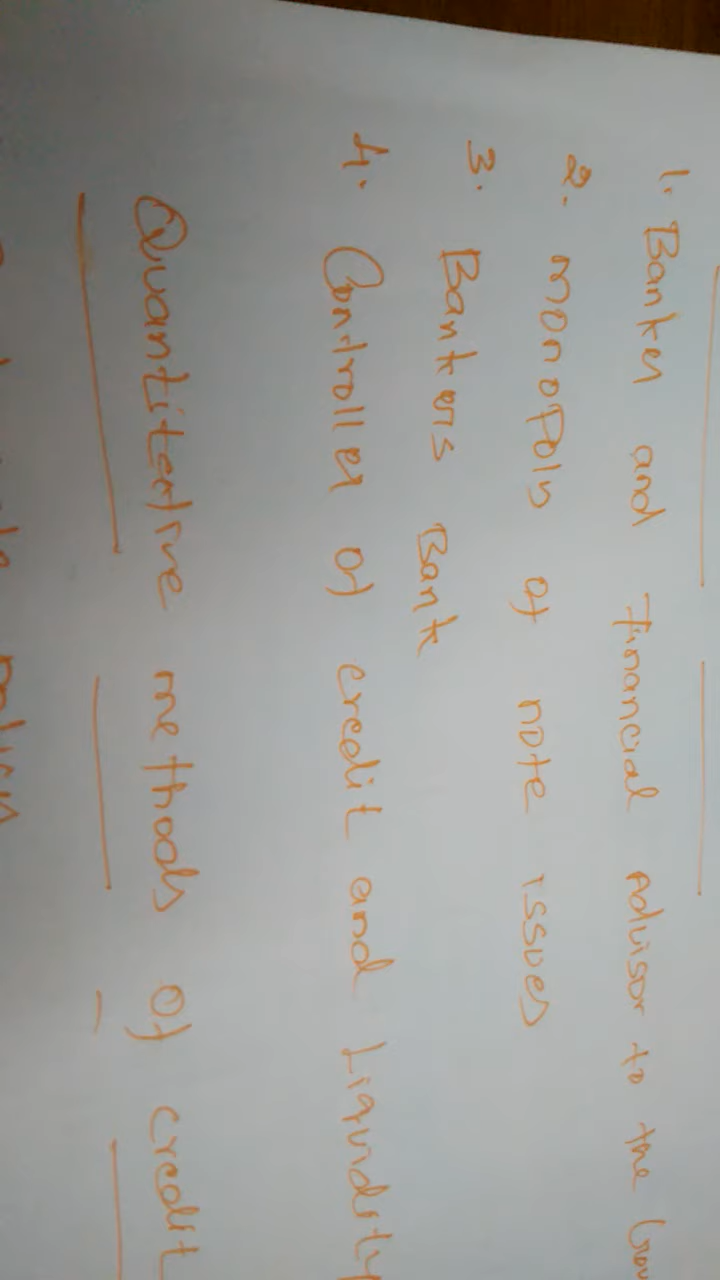 1. Banker and Financial Advisor to the Gov
2. monopoly of note issues
3. Bankers Bank
4. Controller of credit and Liquidity
Quantitative methods of credit